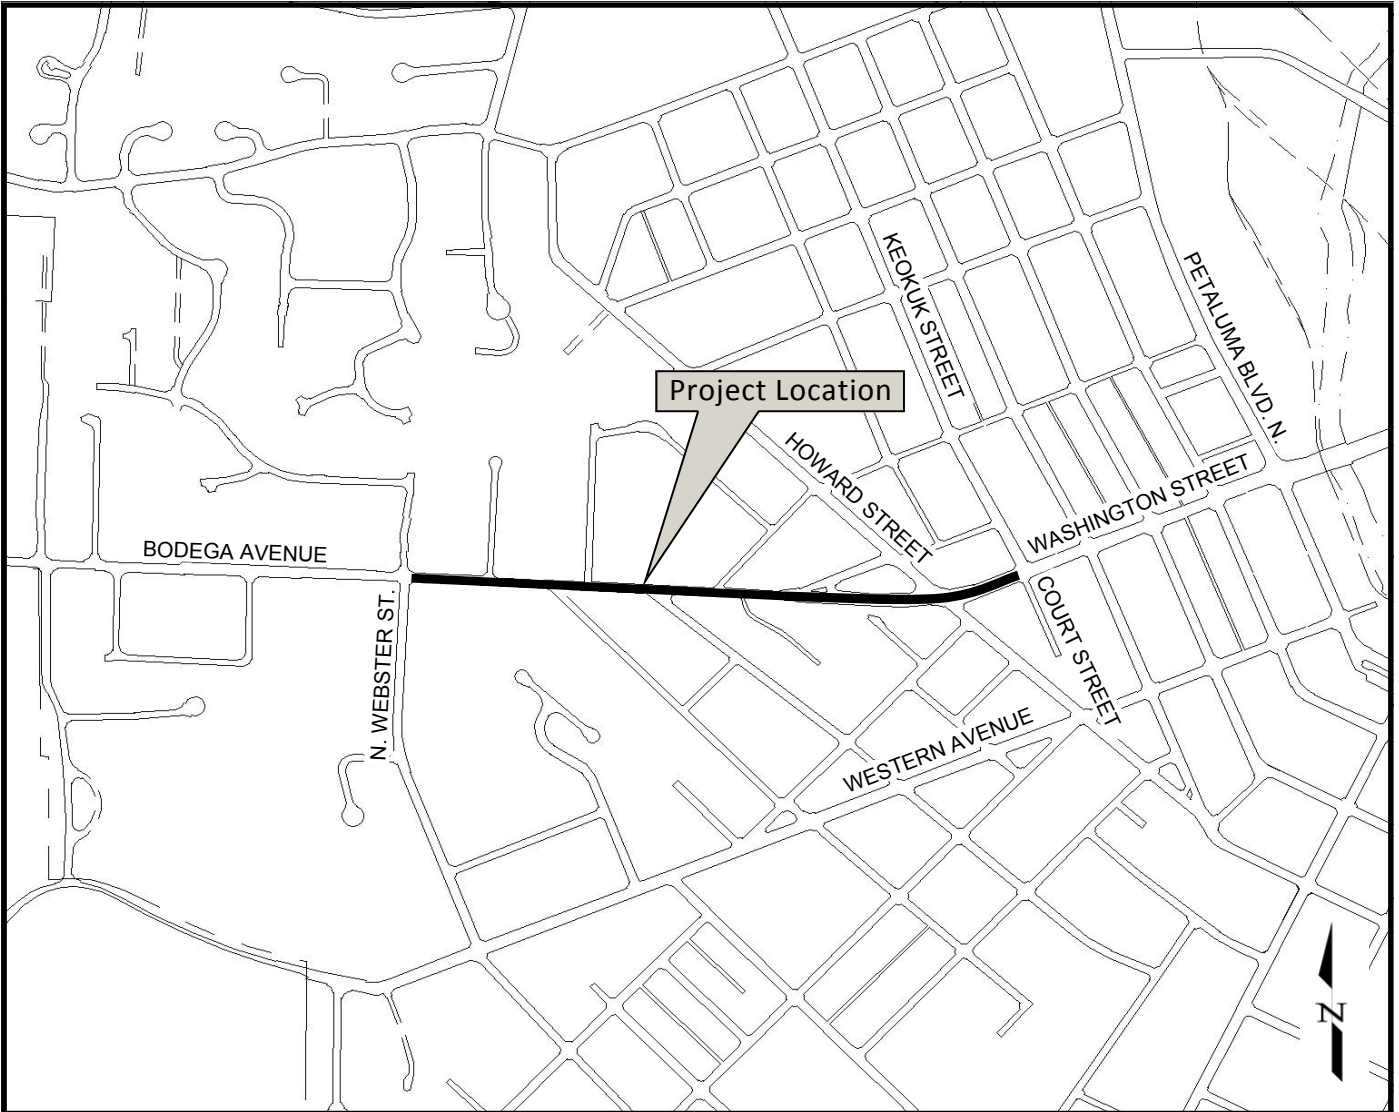 KEOKUK STREET
PETALUMA BLVD. N.
Project Location
HOWARD STREET
WASHINGTON STREET
BODEGA AVENUE
N. WEBSTER ST.
COURT STREET
WESTERN AVENUE
N